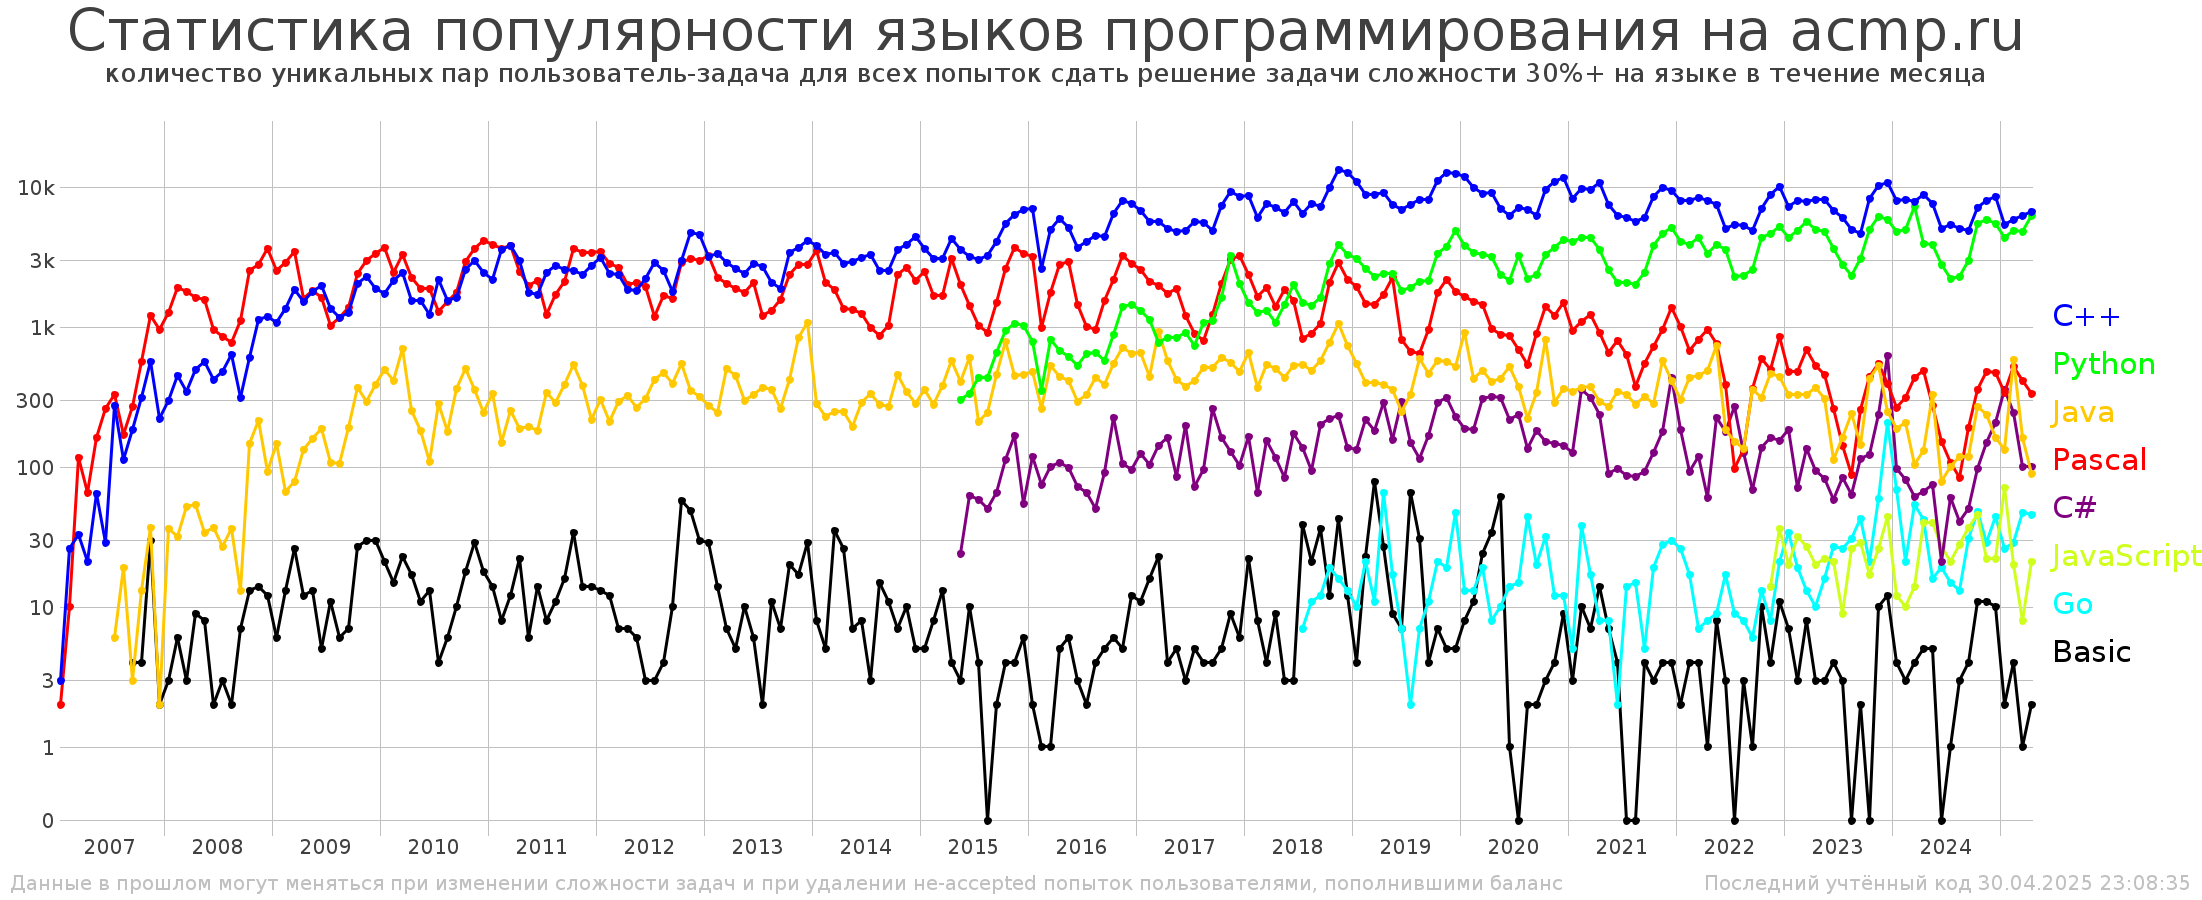 Статистика популярности языков программирования на acmp.ru
количество уникальных пар пользователь-задача для всех попыток сдать решение задачи сложности 30%+ на языке в течение месяца
10k
3k
1k
300
100
30
10
3
1
0
C++
Python
Java
Pascal
C#
JavaScript
Go
Basic
2007 2008 2009 2010 2011 2012 2013 2014 2015 2016 2017 2018 2019 2020 2021 2022 2023 2024
Данные в прошлом могут меняться при изменении сложности задач и при удалении не-accepted попыток пользователями, пополнившими баланс
Последний учтённый код 30.04.2025 23:08:35